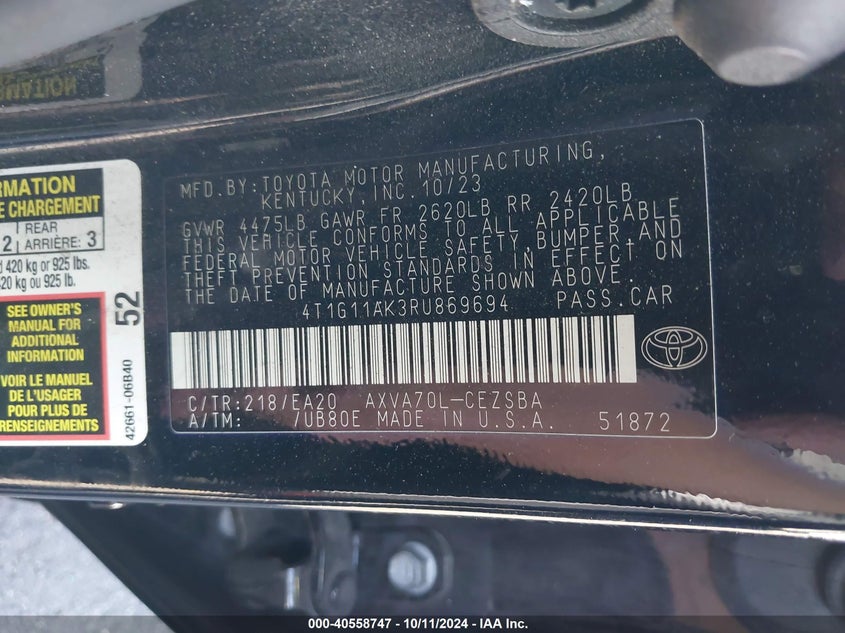 MFD.BY:TOYOTA MOTOR MANUFACTURING,
KENTUCKY,INC.10/23
GVWR 4475LB GAWR FR 2620LB RR 2420LB
THIS VEHICLE CONFORMS TO ALL APPLICABLE
FEDERAL MOTOR VEHICLE SAFETY,BUMPER AND
THEFT PREVENTION STANDARDS IN EFFECT ON
THE DATE OF MANUFACTURE SHOWN ABOVE.
4T1G11AK3RU869694 PASS.CAR
C/TR:218/EA20 AXVA70L-CEZSBA
A/TM: /UB80E MADE IN U.S.A. 51872
RMATION
E CHARGEMENT
REAR
2 ARRIÈRE: 3
420 kg or 925 lbs.
20 kg ou 925 lb.
SEE OWNER'S
MANUAL FOR
ADDITIONAL
INFORMATION
VOIR LE MANUEL
DE L'USAGER
POUR PLUS DE
RENSEIGNEMENTS
52
42661-06B40
000-40558747 - 10/11/2024 - IAA Inc.